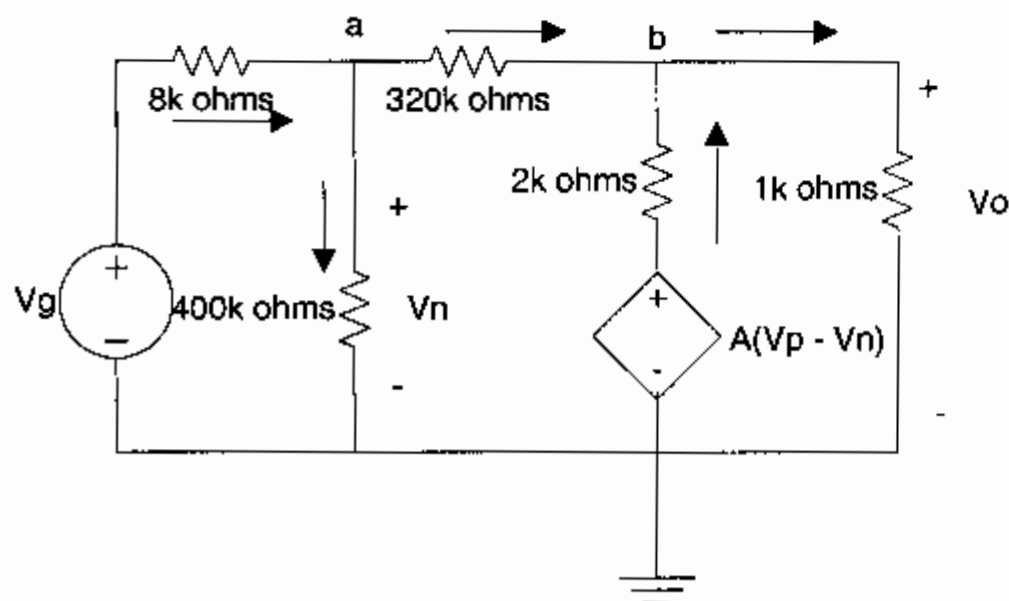 a
b
8k ohms
320k ohms
+
2k ohms
1k ohms
Vo
+
+
Vg
400k ohms
Vn
+
A(Vp - Vn)
−
-
-
-